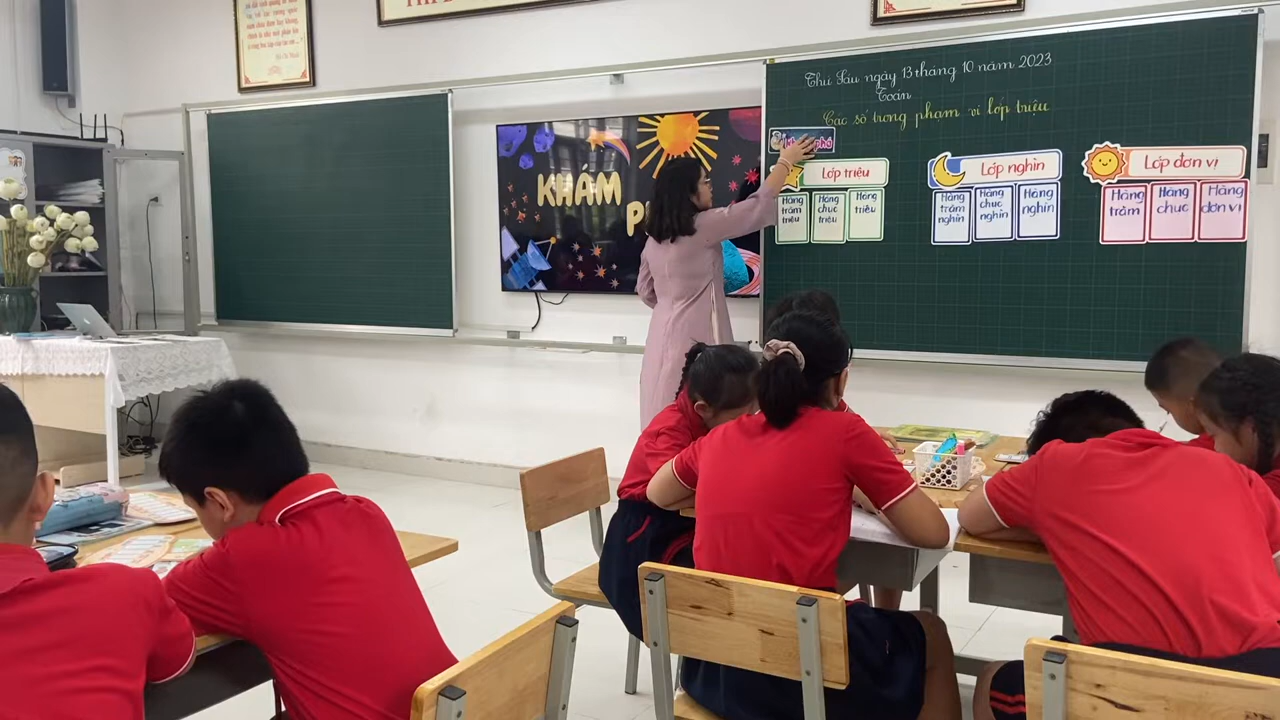 Thứ Sáu ngày 13 tháng 10 năm 2023
Toán
Các số trong phạm vi lớp triệu
KHÁM
Lớp triệu
Hàng trăm triệu
Hàng chục triệu
Hàng triệu
Lớp nghìn
Hàng trăm nghìn
Hàng chục nghìn
Hàng nghìn
Lớp đơn vị
Hàng trăm
Hàng chục
Hàng đơn vị